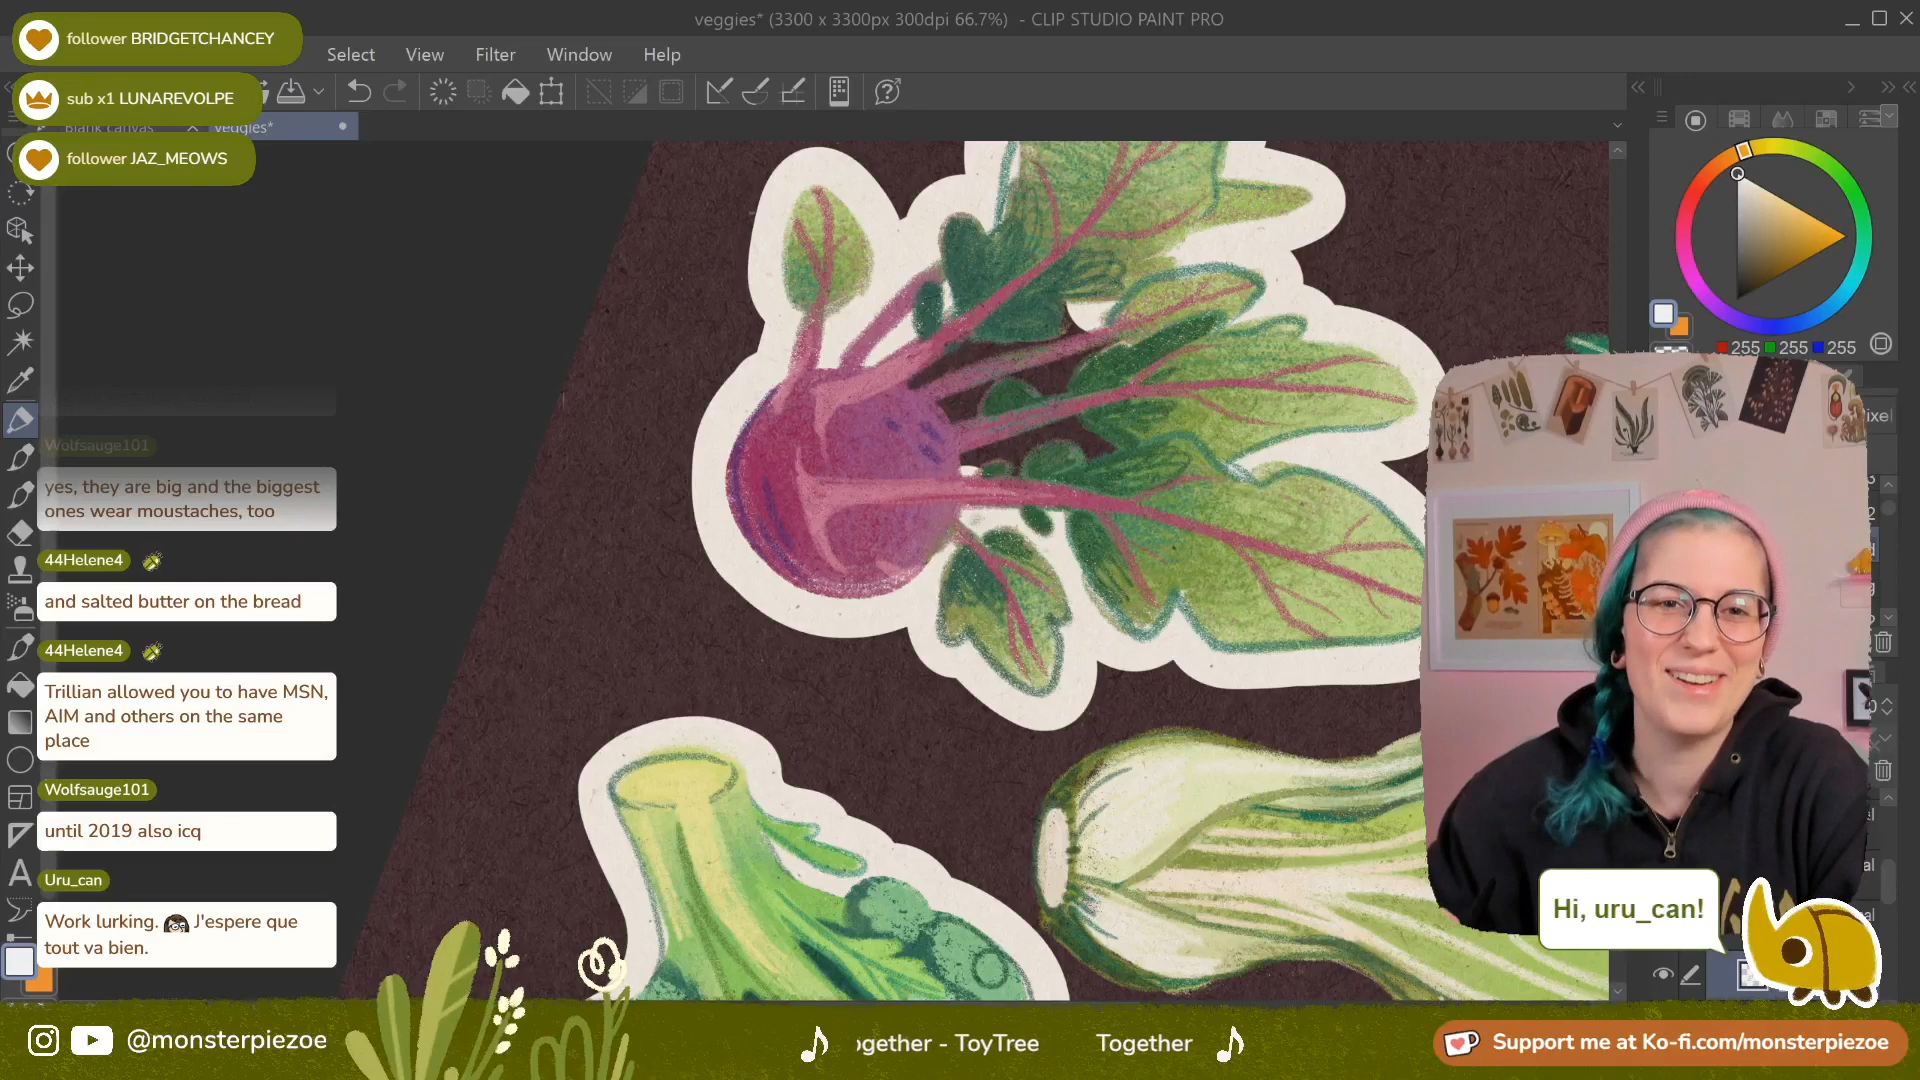 veggies* (3300 x 3300px 300dpi 66.7%) - CLIP STUDIO PAINT PRO
follower BRIDGETCHANCEY
Select View Filter Window Help
sub x1 LUNAREVOLPE
blank canvas veggies*
follower JAZ_MEOWS
255 255 255
Wolfsauge101
yes, they are big and the biggest
ones wear moustaches, too
44Helene4
and salted butter on the bread
44Helene4
Trillian allowed you to have MSN,
AIM and others on the same
place
Wolfsauge101
until 2019 also icq
Uru_can
Work lurking. J'espere que
tout va bien.
Hi, uru_can!
@monsterpiezoe
ogether - ToyTree Together
Support me at Ko-fi.com/monsterpiezoe